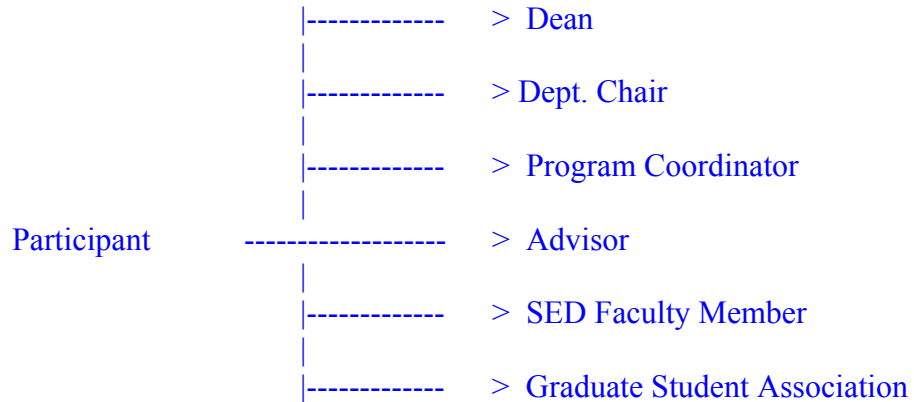 |------------- > Dean
|
|------------- > Dept. Chair
|
|------------- > Program Coordinator
|
Participant ------------------- > Advisor
|
|------------- > SED Faculty Member
|
|------------- > Graduate Student Association